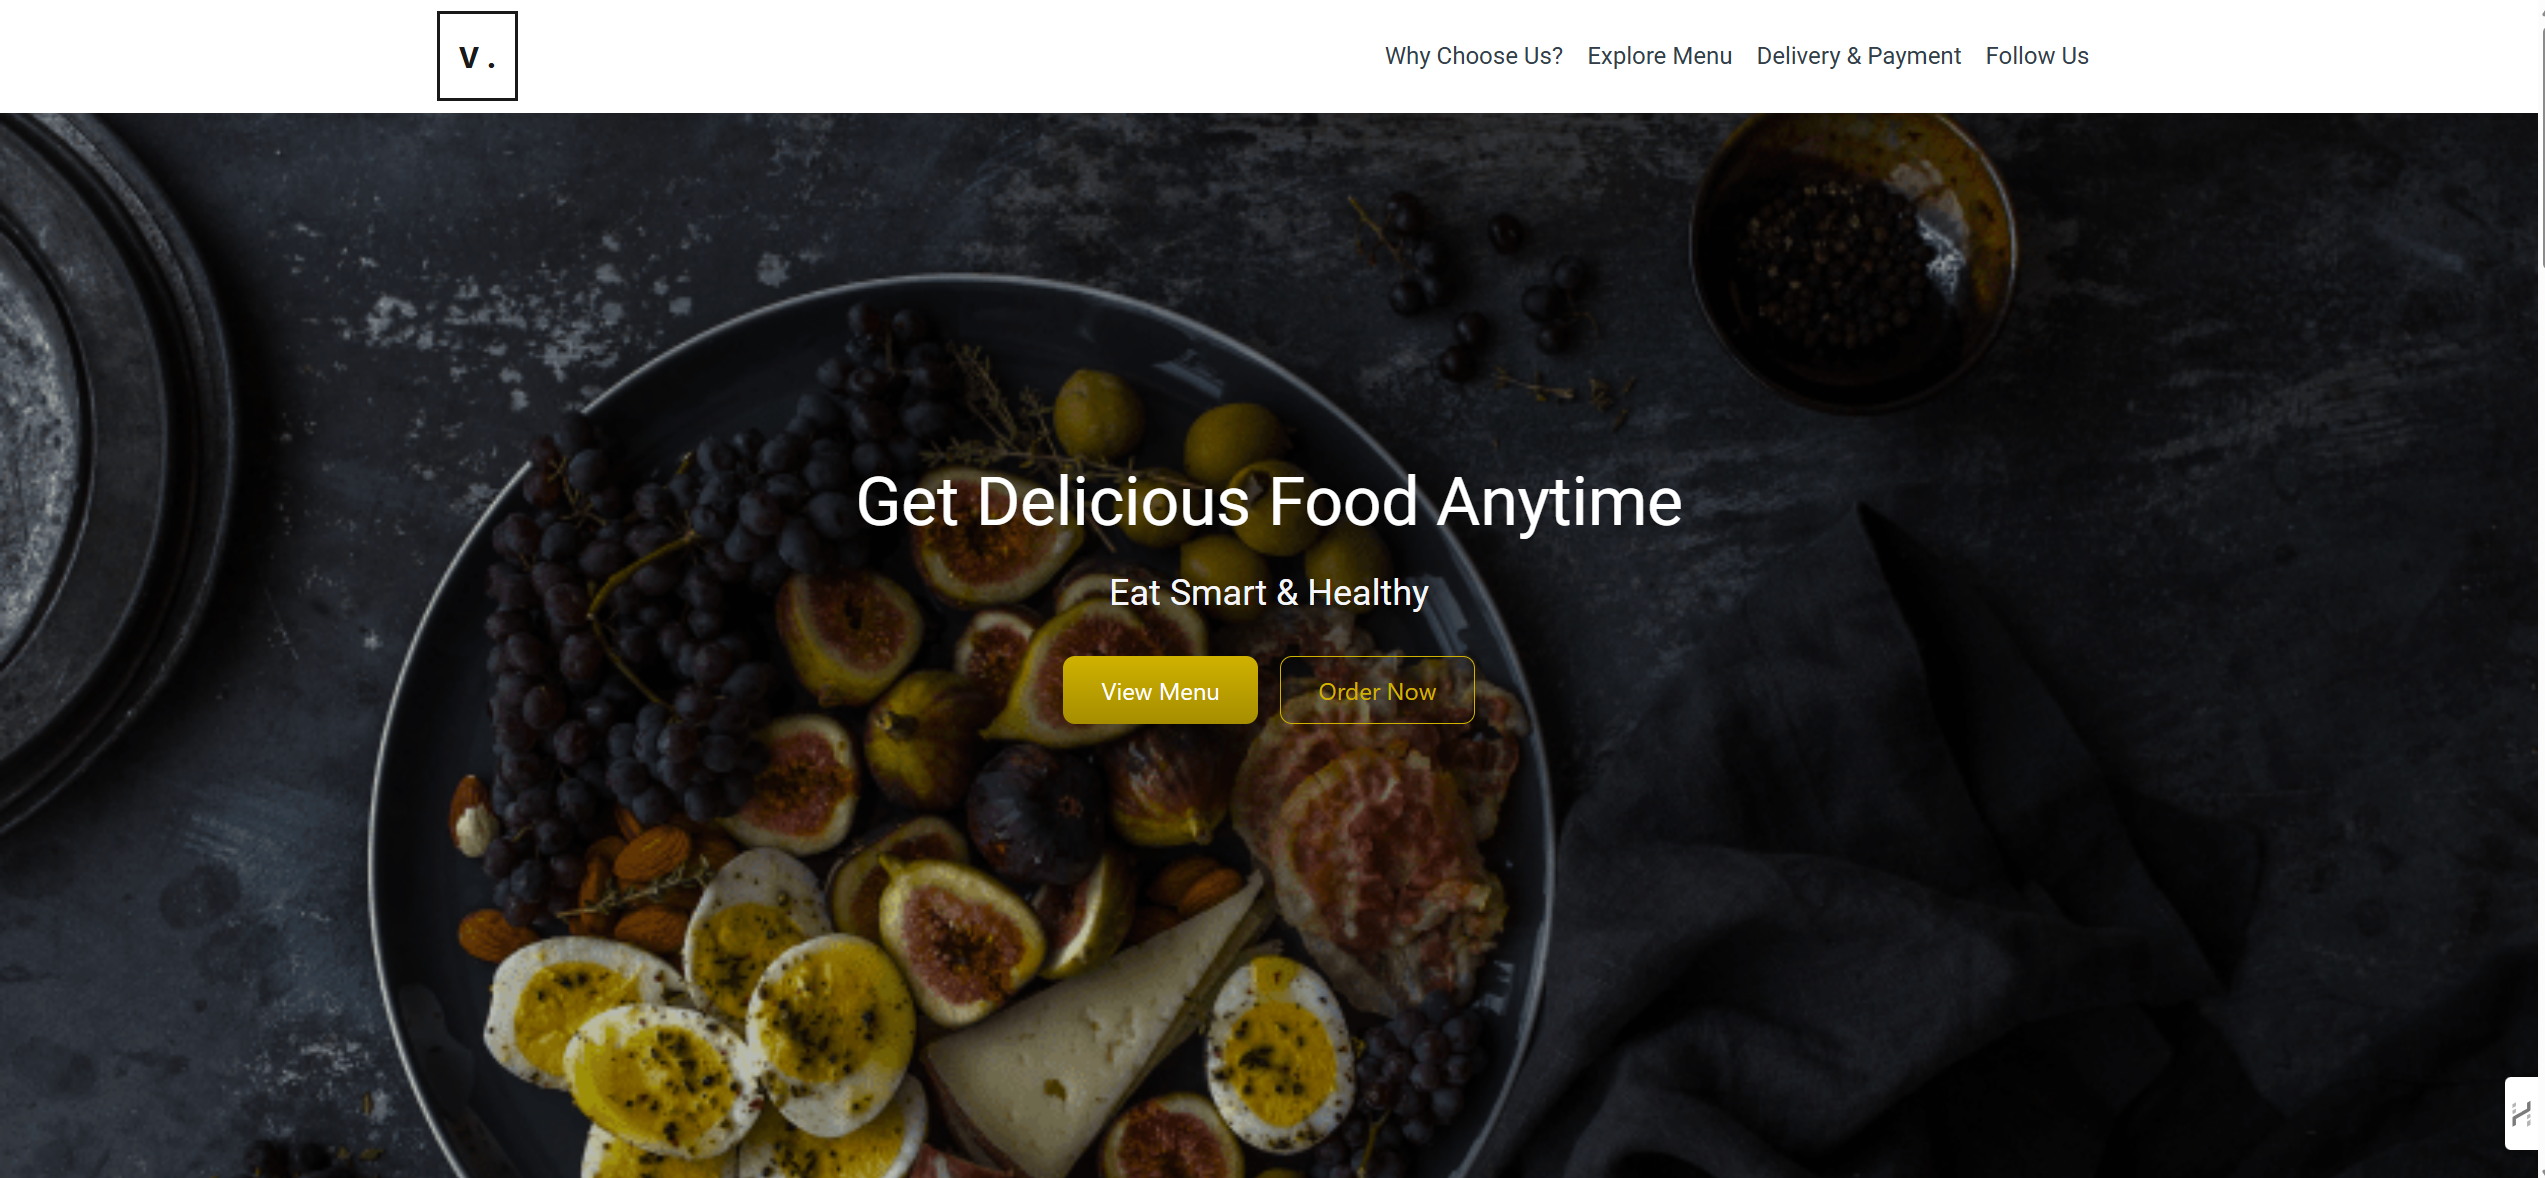 V .
Why Choose Us? Explore Menu Delivery & Payment Follow Us
Get Delicious Food Anytime
Eat Smart & Healthy
View Menu Order Now